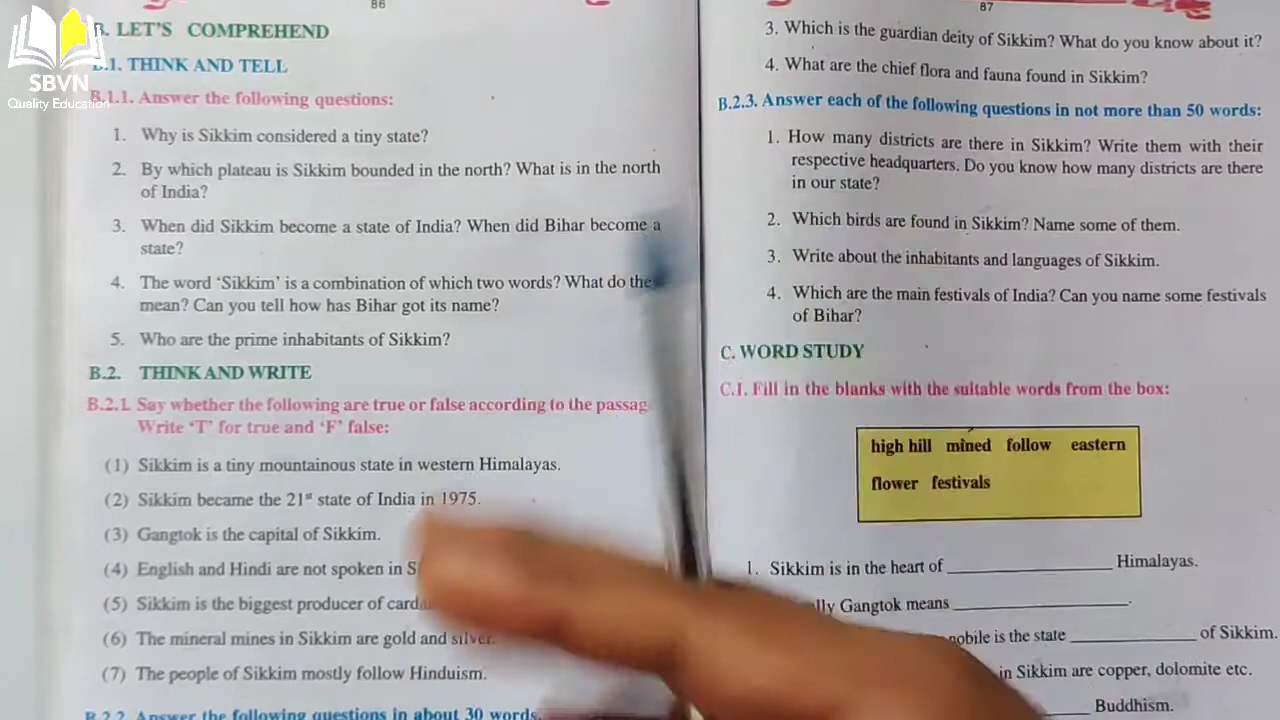 SBVN
Quality Education
86
B. LET'S COMPREHEND
B.1. THINK AND TELL
B.1.1. Answer the following questions:
1. Why is Sikkim considered a tiny state?
2. By which plateau is Sikkim bounded in the north? What is in the north
of India?
3. When did Sikkim become a state of India? When did Bihar become a
state?
4. The word 'Sikkim' is a combination of which two words? What do the
mean? Can you tell how has Bihar got its name?
5. Who are the prime inhabitants of Sikkim?
B.2. THINK AND WRITE
B.2.1. Say whether the following are true or false according to the passag
Write 'T' for true and 'F' false:
(1) Sikkim is a tiny mountainous state in western Himalayas.
(2) Sikkim became the 21st state of India in 1975.
(3) Gangtok is the capital of Sikkim.
(4) English and Hindi are not spoken in
(5) Sikkim is the biggest producer of
(6) The mineral mines in Sikkim are gold and silver.
(7) The people of Sikkim mostly follow Hinduism.
B.2.2. Answer the following questions in about 30 words.
87
3. Which is the guardian deity of Sikkim? What do you know about it?
4. What are the chief flora and fauna found in Sikkim?
B.2.3. Answer each of the following questions in not more than 50 words:
1. How many districts are there in Sikkim? Write them with their
respective headquarters. Do you know how many districts are there
in our state?
2. Which birds are found in Sikkim? Name some of them.
3. Write about the inhabitants and languages of Sikkim.
4. Which are the main festivals of India? Can you name some festivals
of Bihar?
C. WORD STUDY
C.1. Fill in the blanks with the suitable words from the box:
high hill mined follow eastern
flower festivals
1. Sikkim is in the heart of ____________ Himalayas.
Gangtok means ____________.
is the state ____________ of Sikkim.
in Sikkim are copper, dolomite etc.
Buddhism.